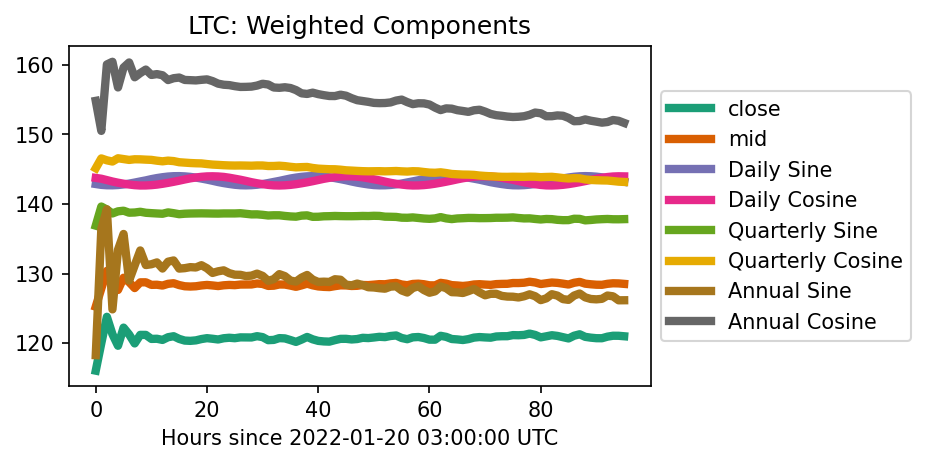 LTC: Weighted Components
160
150
140
130
120
0 20 40 60 80
Hours since 2022-01-20 03:00:00 UTC
close
mid
Daily Sine
Daily Cosine
Quarterly Sine
Quarterly Cosine
Annual Sine
Annual Cosine